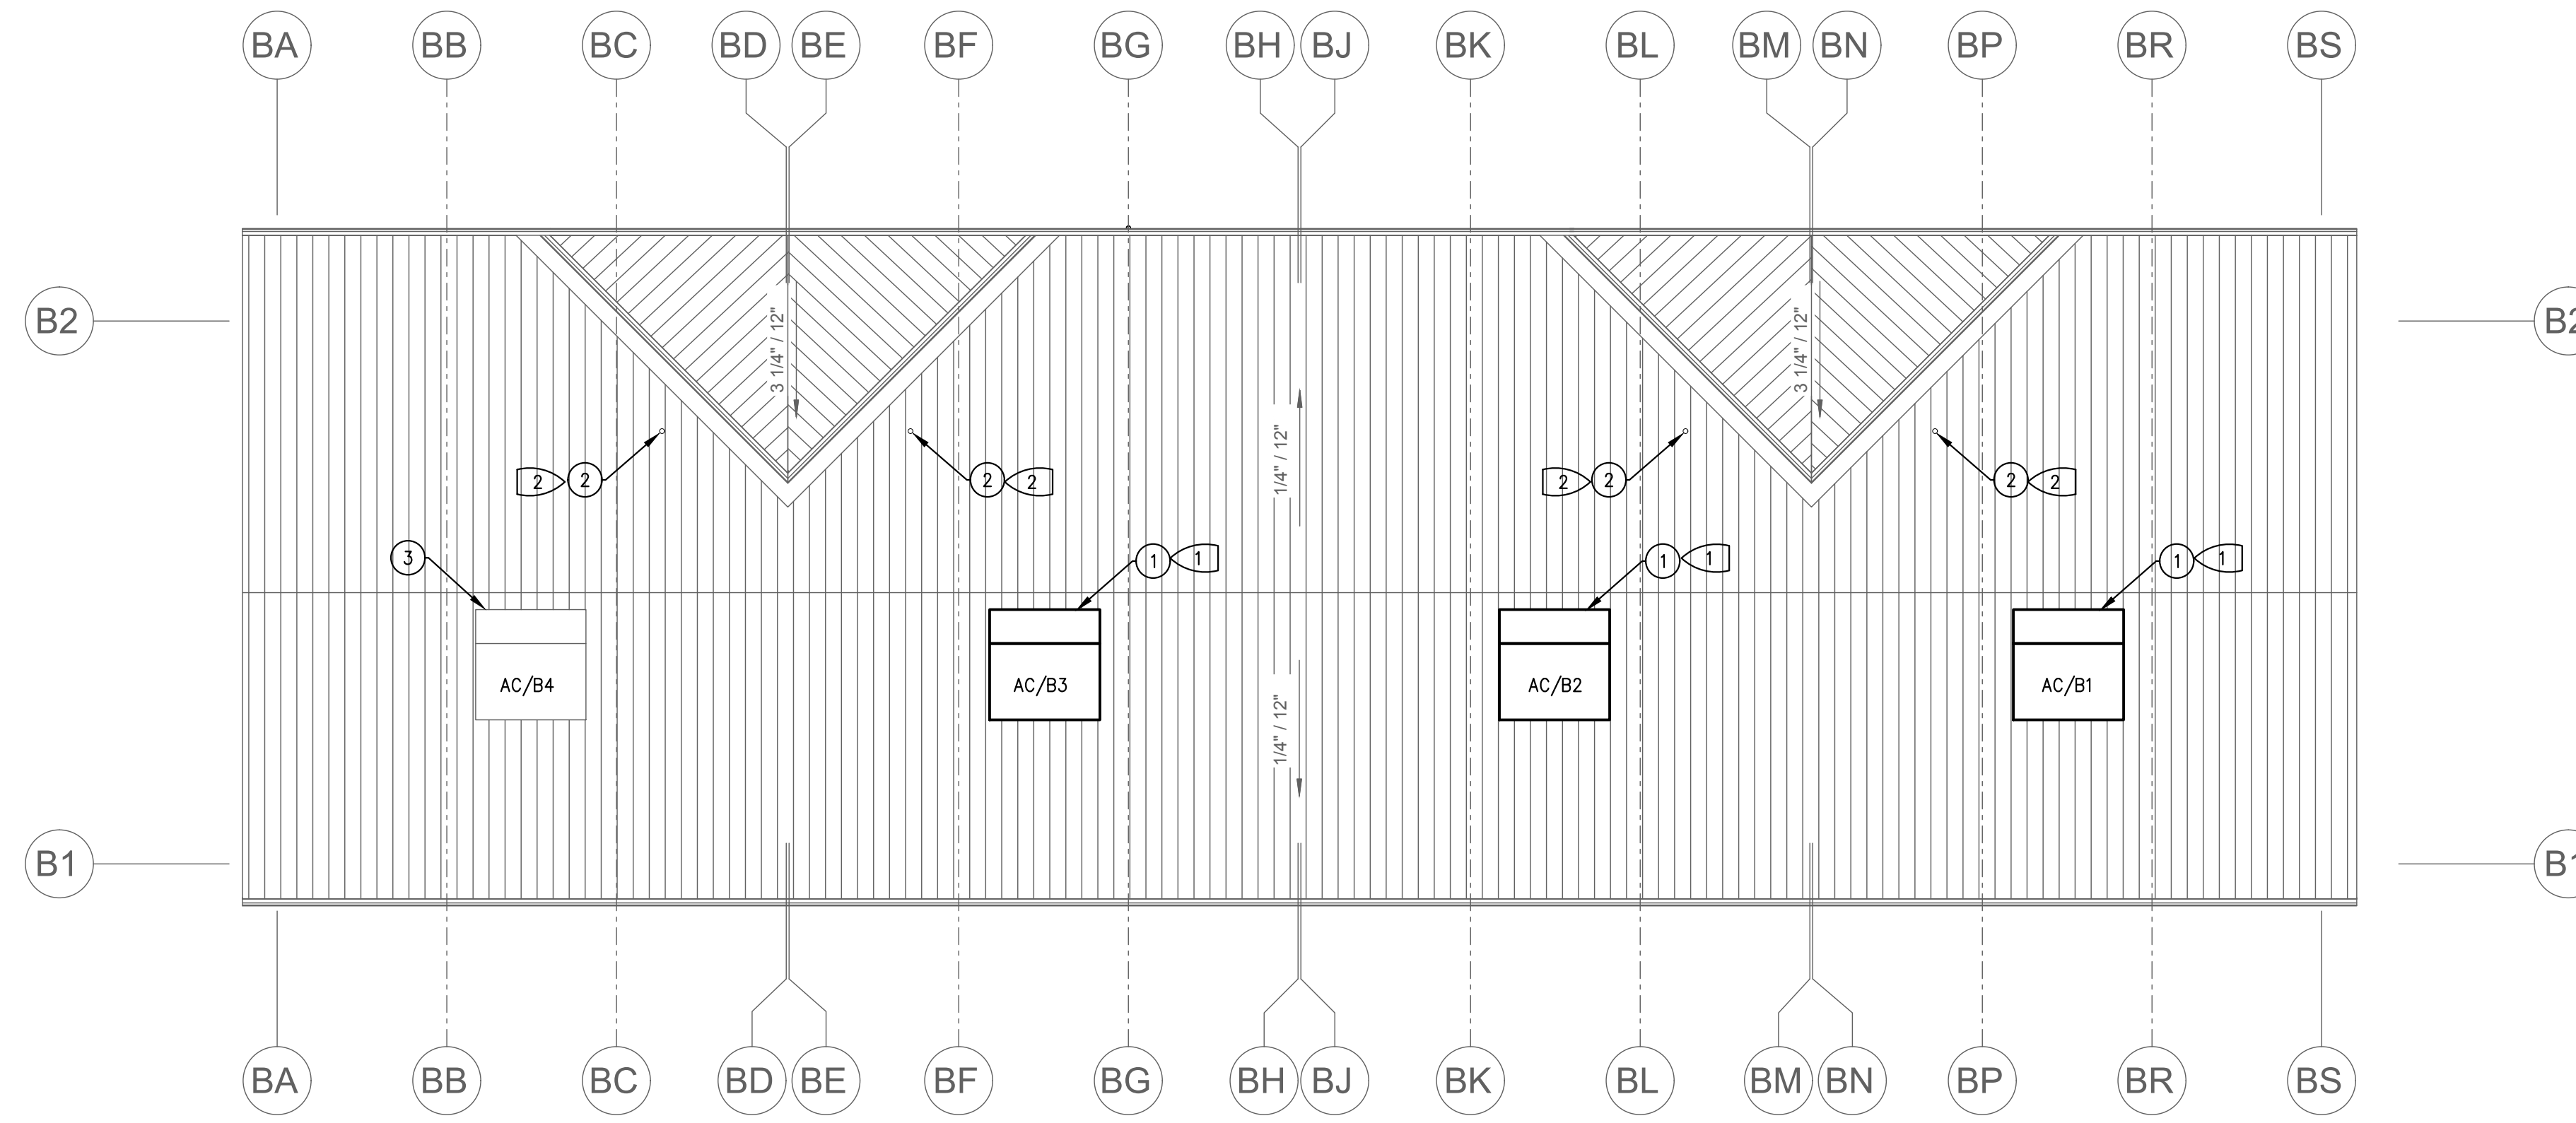 BA BB BC BD BE BF BG BH BJ BK BL BM BN BP BR BS
B2 B2
3 1/4" / 12" 3 1/4" / 12"
1/4" / 12"
2 2 2 2 2 2 2 2
3 1 1 1 1 1 1
AC/B4 AC/B3 AC/B2 AC/B1
1/4" / 12"
B1 B1
BA BB BC BD BE BF BG BH BJ BK BL BM BN BP BR BS